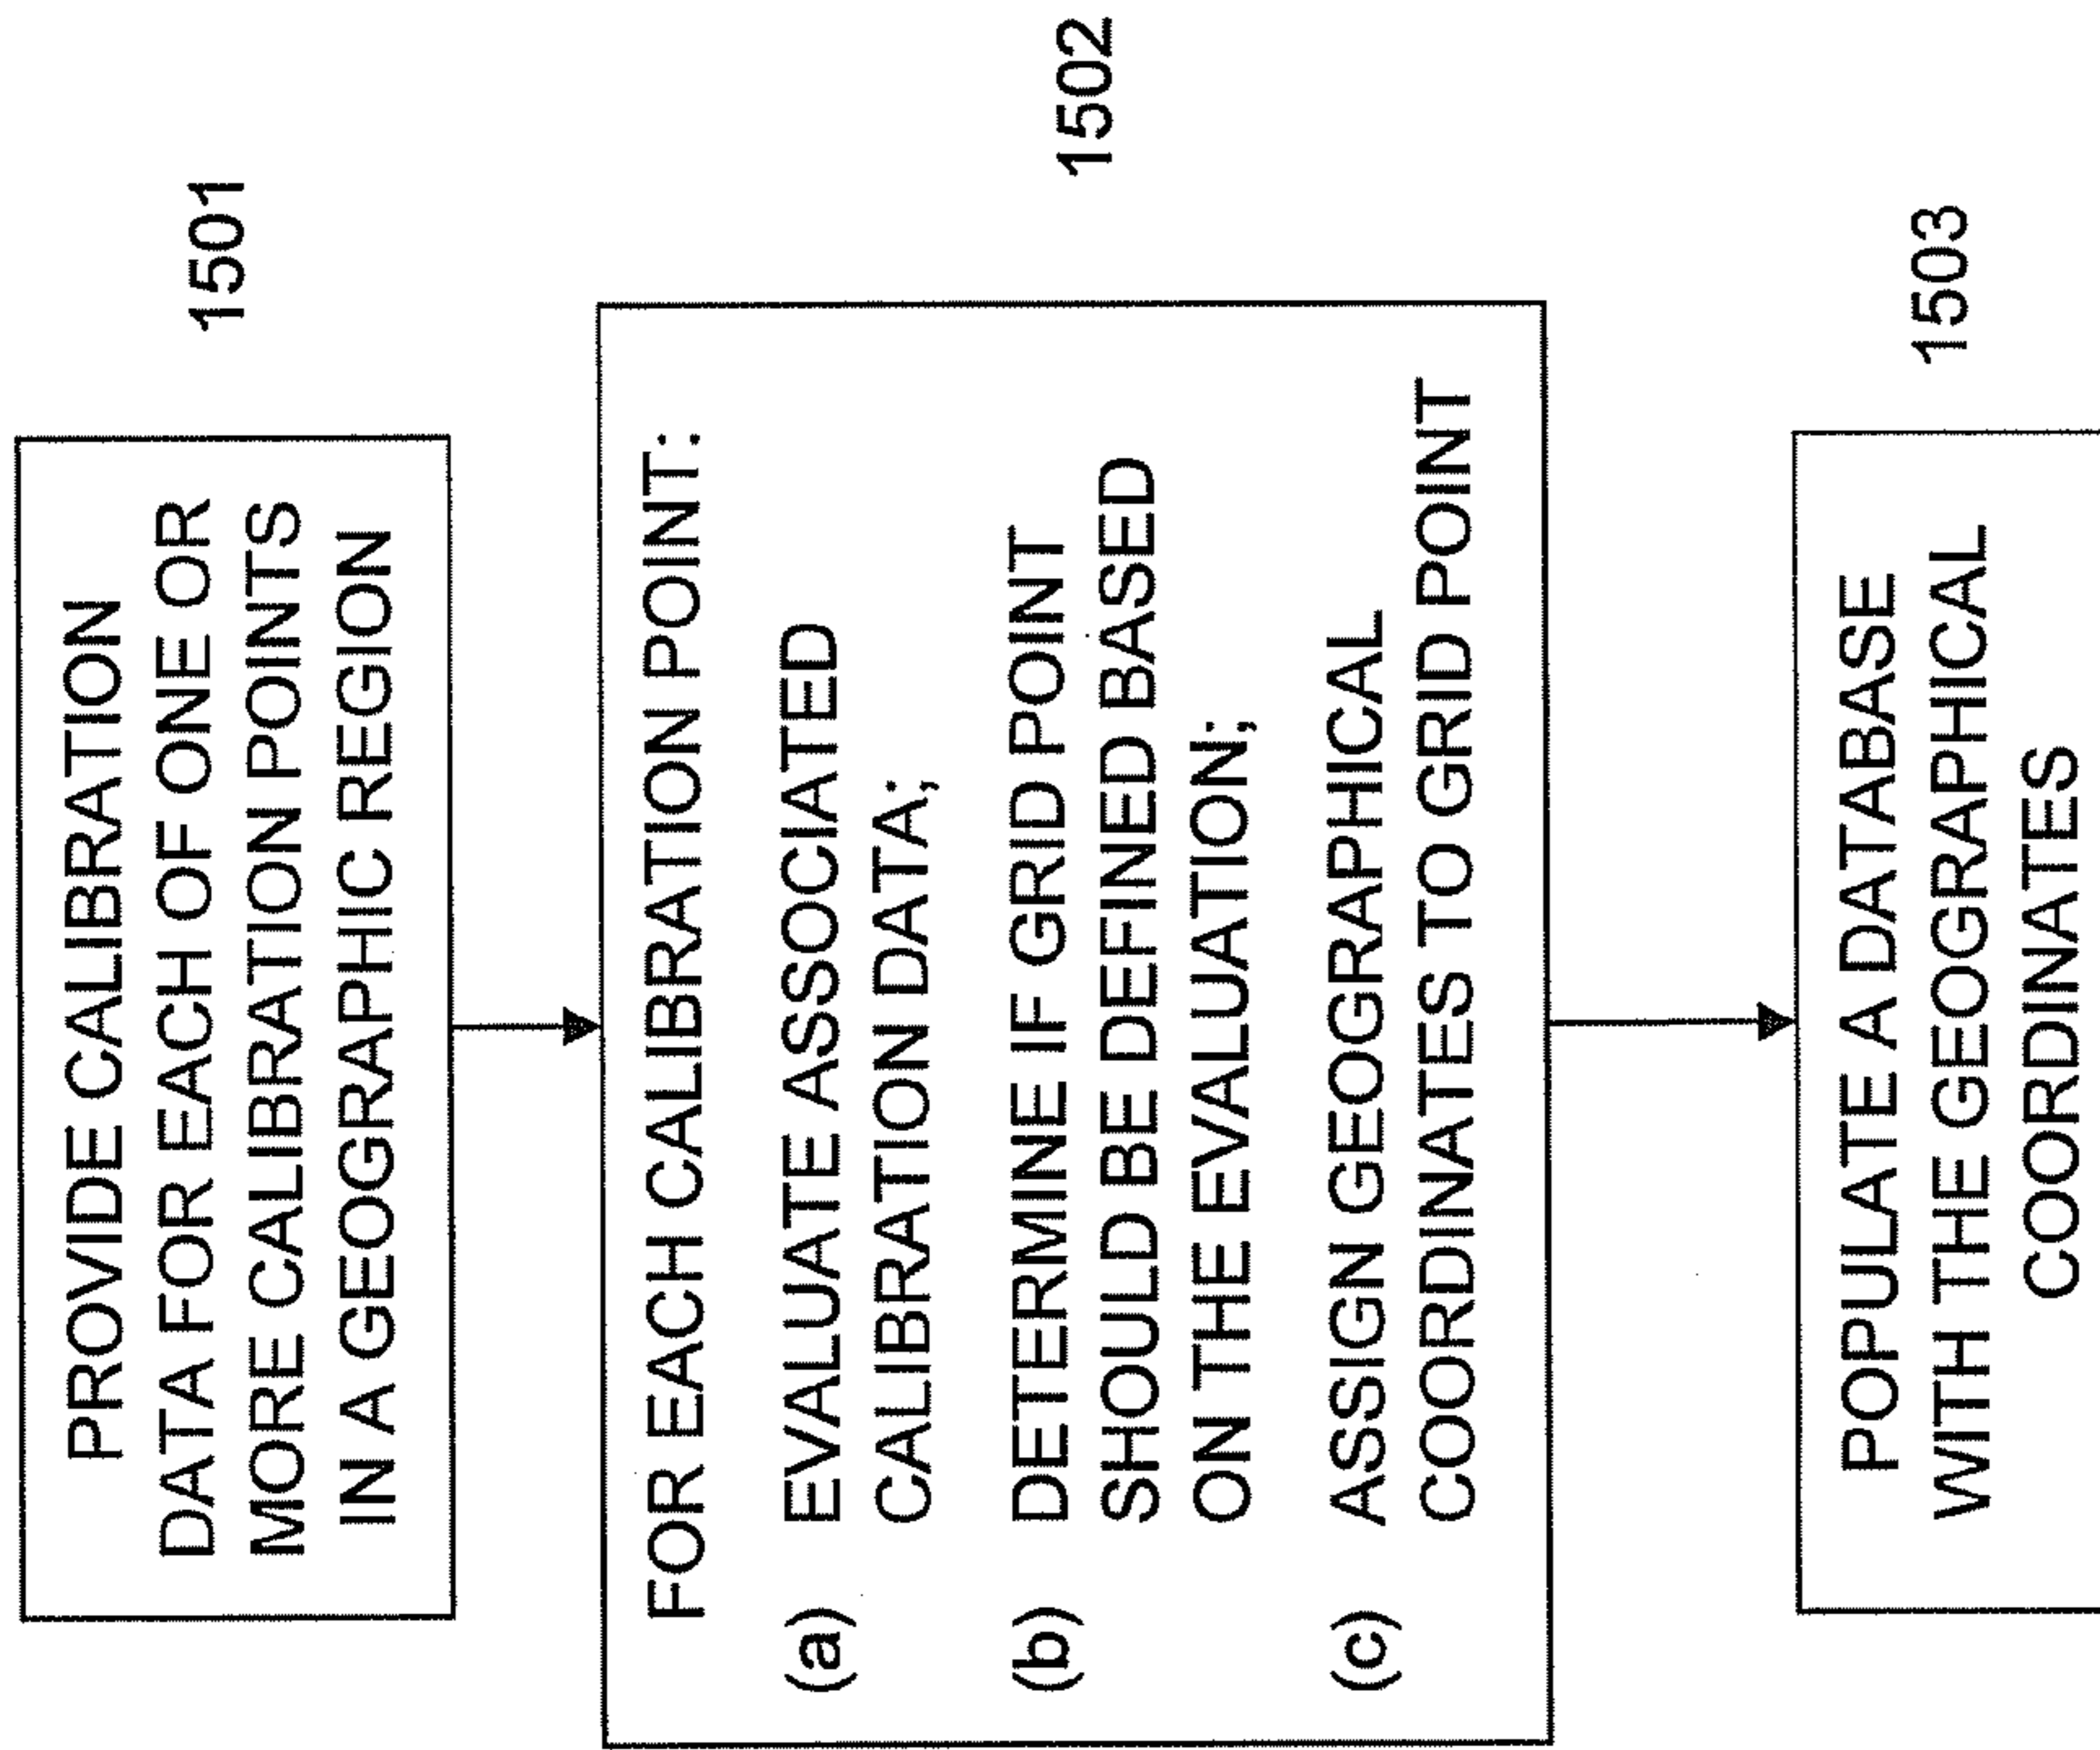 PROVIDE CALIBRATION
DATA FOR EACH OF ONE OR
MORE CALIBRATION POINTS
IN A GEOGRAPHIC REGION
1501
FOR EACH CALIBRATION POINT:
(a) EVALUATE ASSOCIATED
CALIBRATION DATA;
(b) DETERMINE IF GRID POINT
SHOULD BE DEFINED BASED
ON THE EVALUATION;
(c) ASSIGN GEOGRAPHICAL
COORDINATES TO GRID POINT
1502
POPULATE A DATABASE
WITH THE GEOGRAPHICAL
COORDINATES
1503